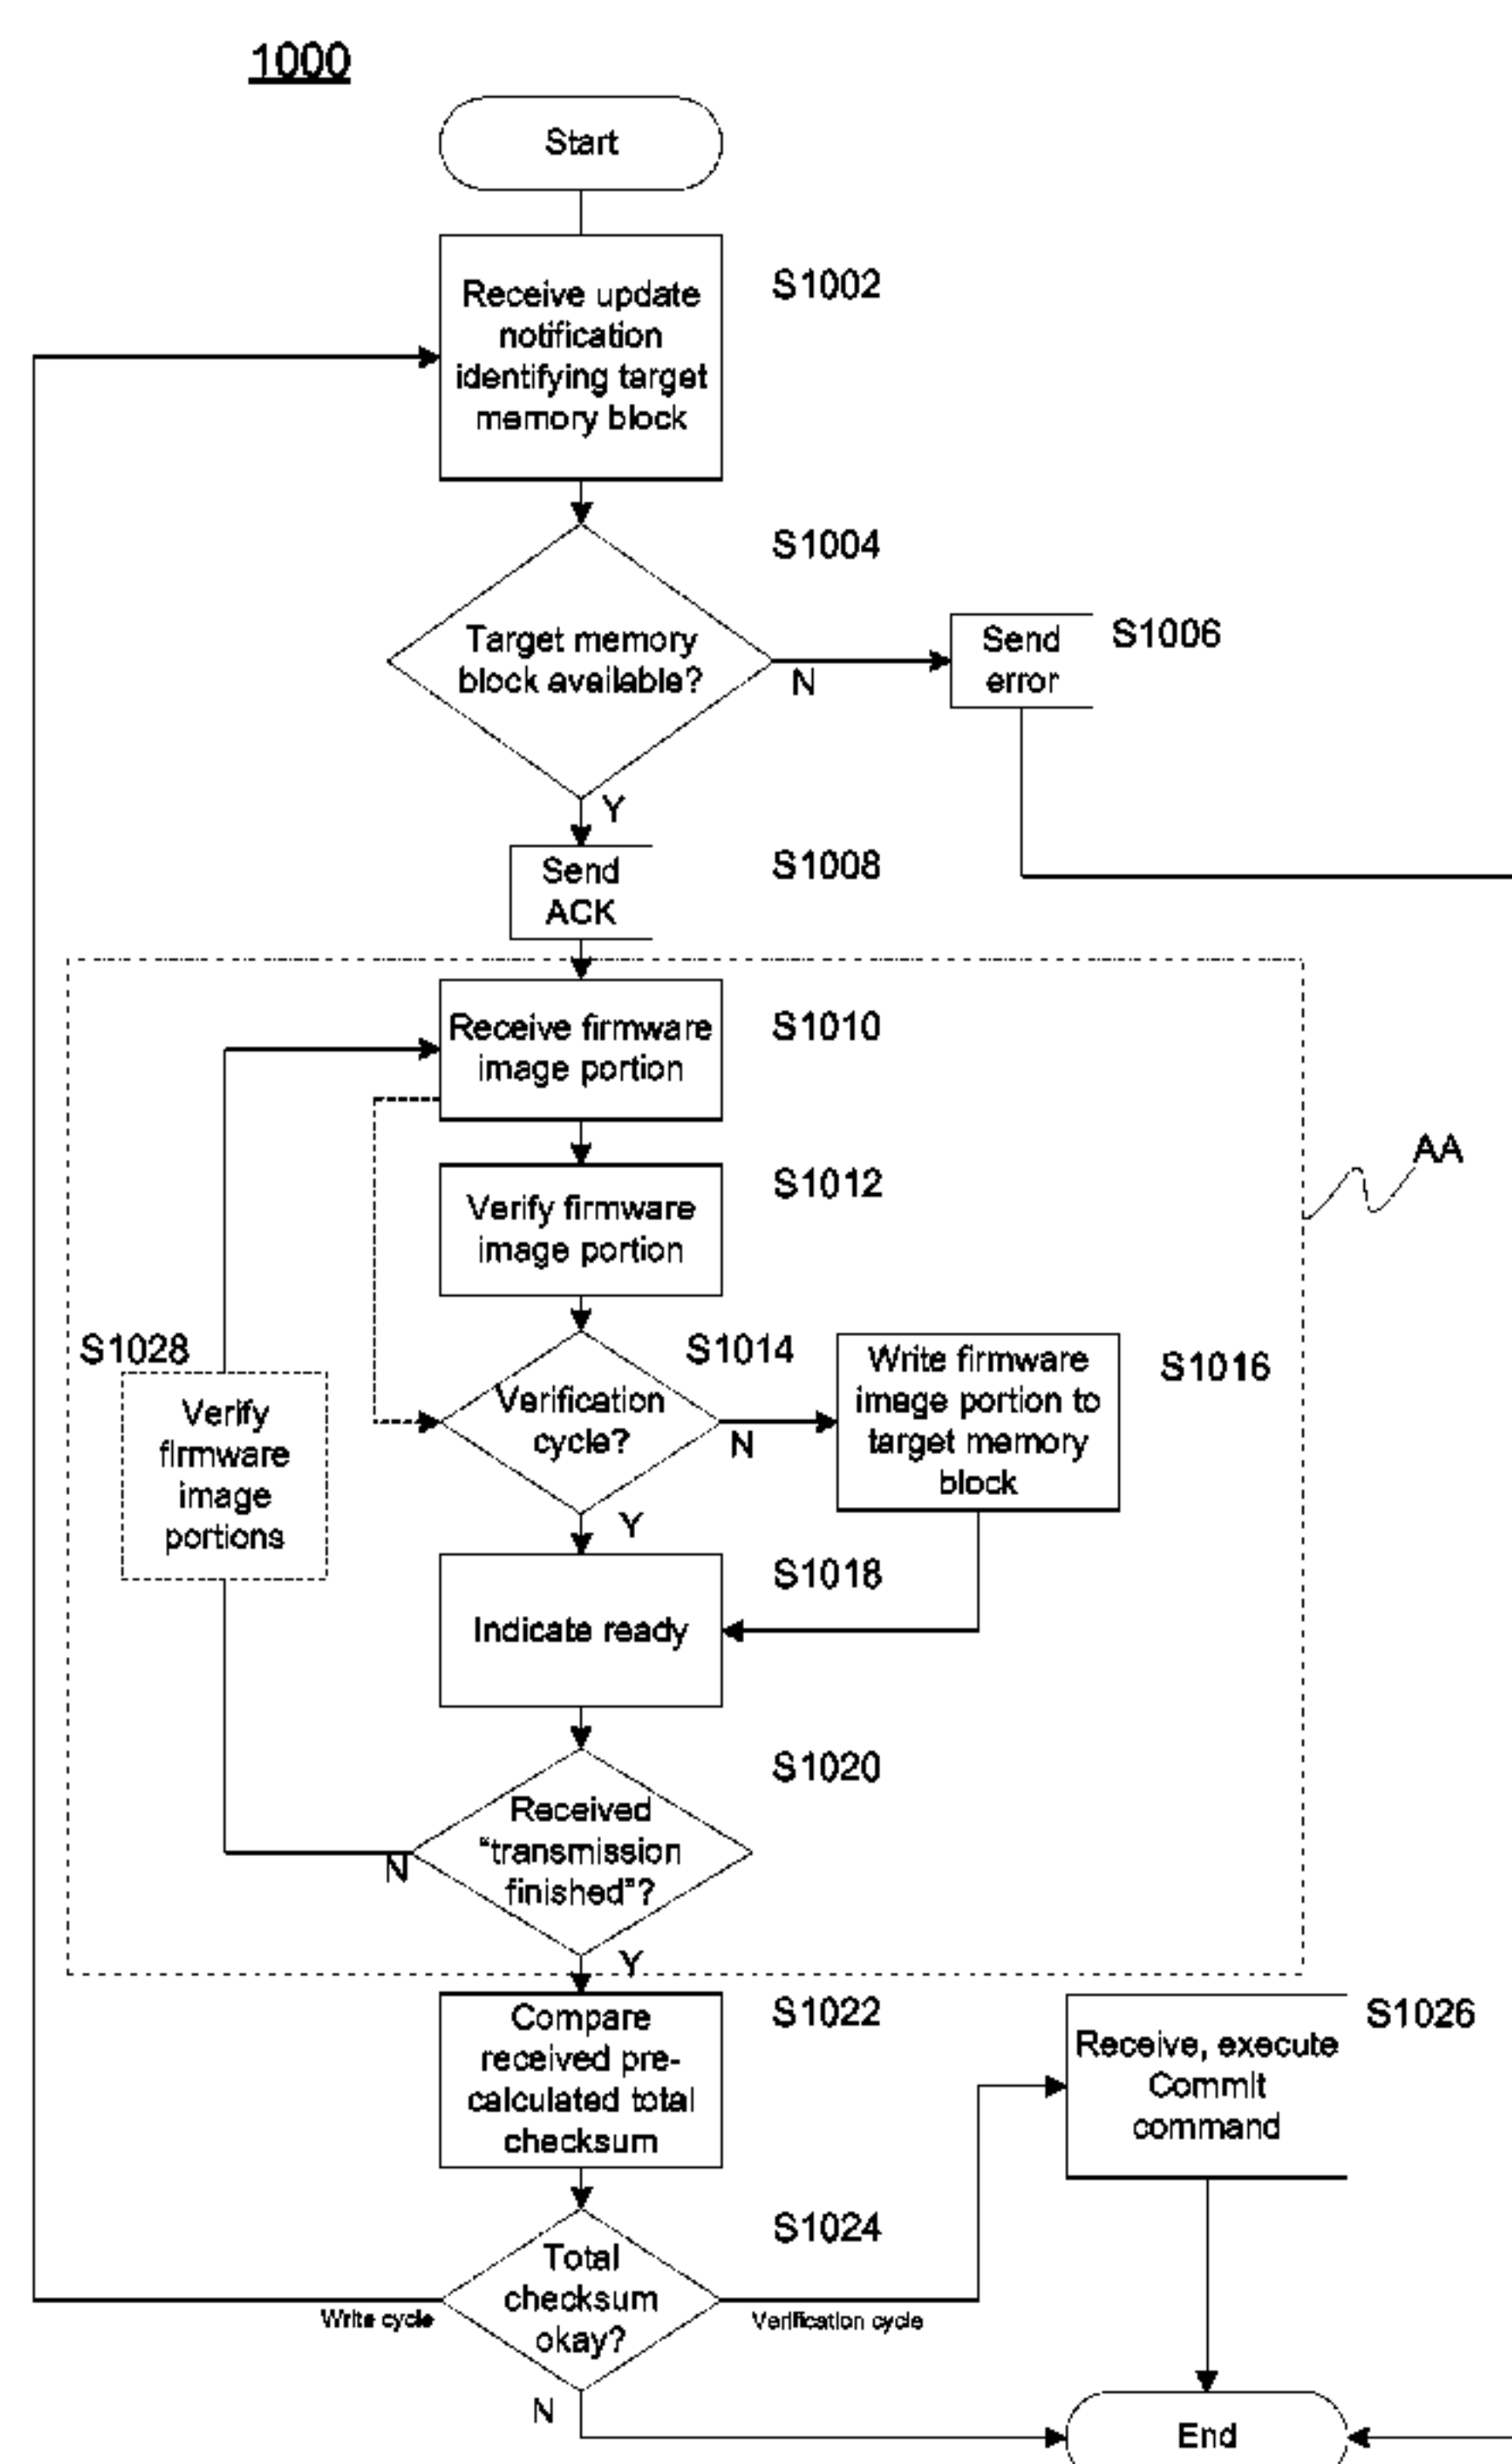 1000
Start
Receive update
notification
identifying target
memory block
S1002
S1004
Target memory
block available?
N
Send
error
S1006
Y
Send
ACK
S1008
Receive firmware
image portion
S1010
AA
Verify firmware
image portion
S1012
S1028
Verify
firmware
image
portions
Verification
cycle?
S1014
N
Write firmware
image portion to
target memory
block
S1016
Y
Indicate ready
S1018
Received
“transmission
finished”?
S1020
N
Y
Compare
received pre-
calculated total
checksum
S1022
Receive, execute
Commit
command
S1026
Total
checksum
okay?
S1024
Write cycle
Verification cycle
N
End